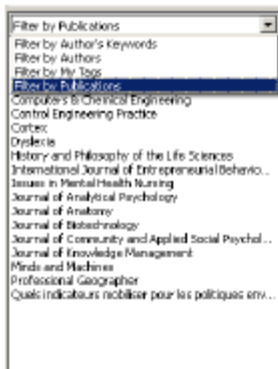 Filter by Publications
Filter by Author's Keywords
Filter by Authors
Filter by My Tags
Filter by Publications
Computers & Chemical Engineering
Control Engineering Practice
Cortex
Dyslexia
History and Philosophy of the Life Sciences
International Journal of Entrepreneurial Behavio...
Issues in Mental Health Nursing
Journal of Analytical Psychology
Journal of Anatomy
Journal of Biotechnology
Journal of Community and Applied Social Psychol...
Journal of Knowledge Management
Minds and Machines
Professional Geographer
Quels indicateurs mobiliser pour les politiques env...